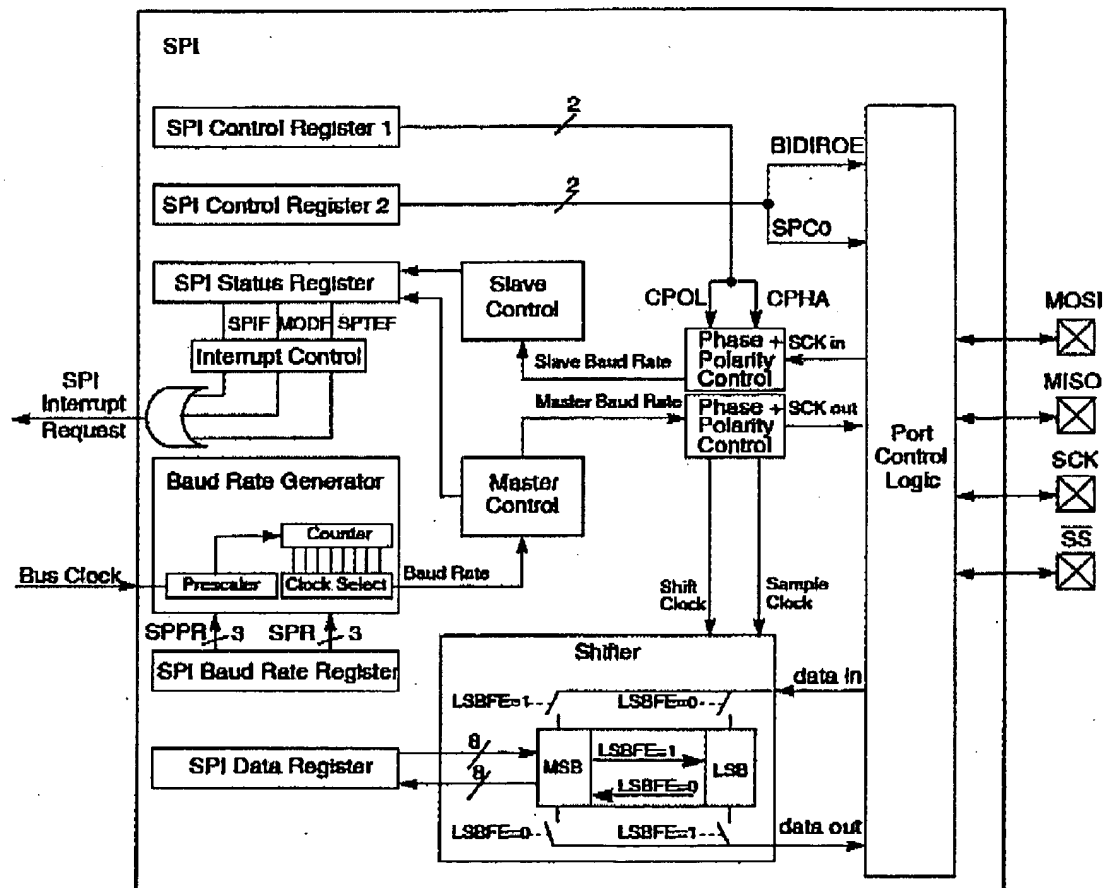 SPI
SPI Control Register 1
2
BIDIROE
SPI Control Register 2
2
SPC0
SPI Status Register
Slave
Control
CPOL
CPHA
MOSI
SPIF
MODF
SPTEF
Interrupt Control
Slave Baud Rate
Phase +
Polarity
Control
SCK in
SPI
Interrupt
Request
Master Baud Rate
Phase +
Polarity
Control
SCK out
MISO
Port
Control
Logic
Baud Rate Generator
Master
Control
SCK
Counter
SS
Bus Clock
Prescaler
Clock Select
Baud Rate
Shift
Clock
Sample
Clock
SPPR
3
SPR
3
SPI Baud Rate Register
Shifter
data in
LSBFE=1
LSBFE=0
SPI Data Register
8
8
MSB
LSBFE=1
LSBFE=0
LSB
LSBFE=0
LSBFE=1
data out